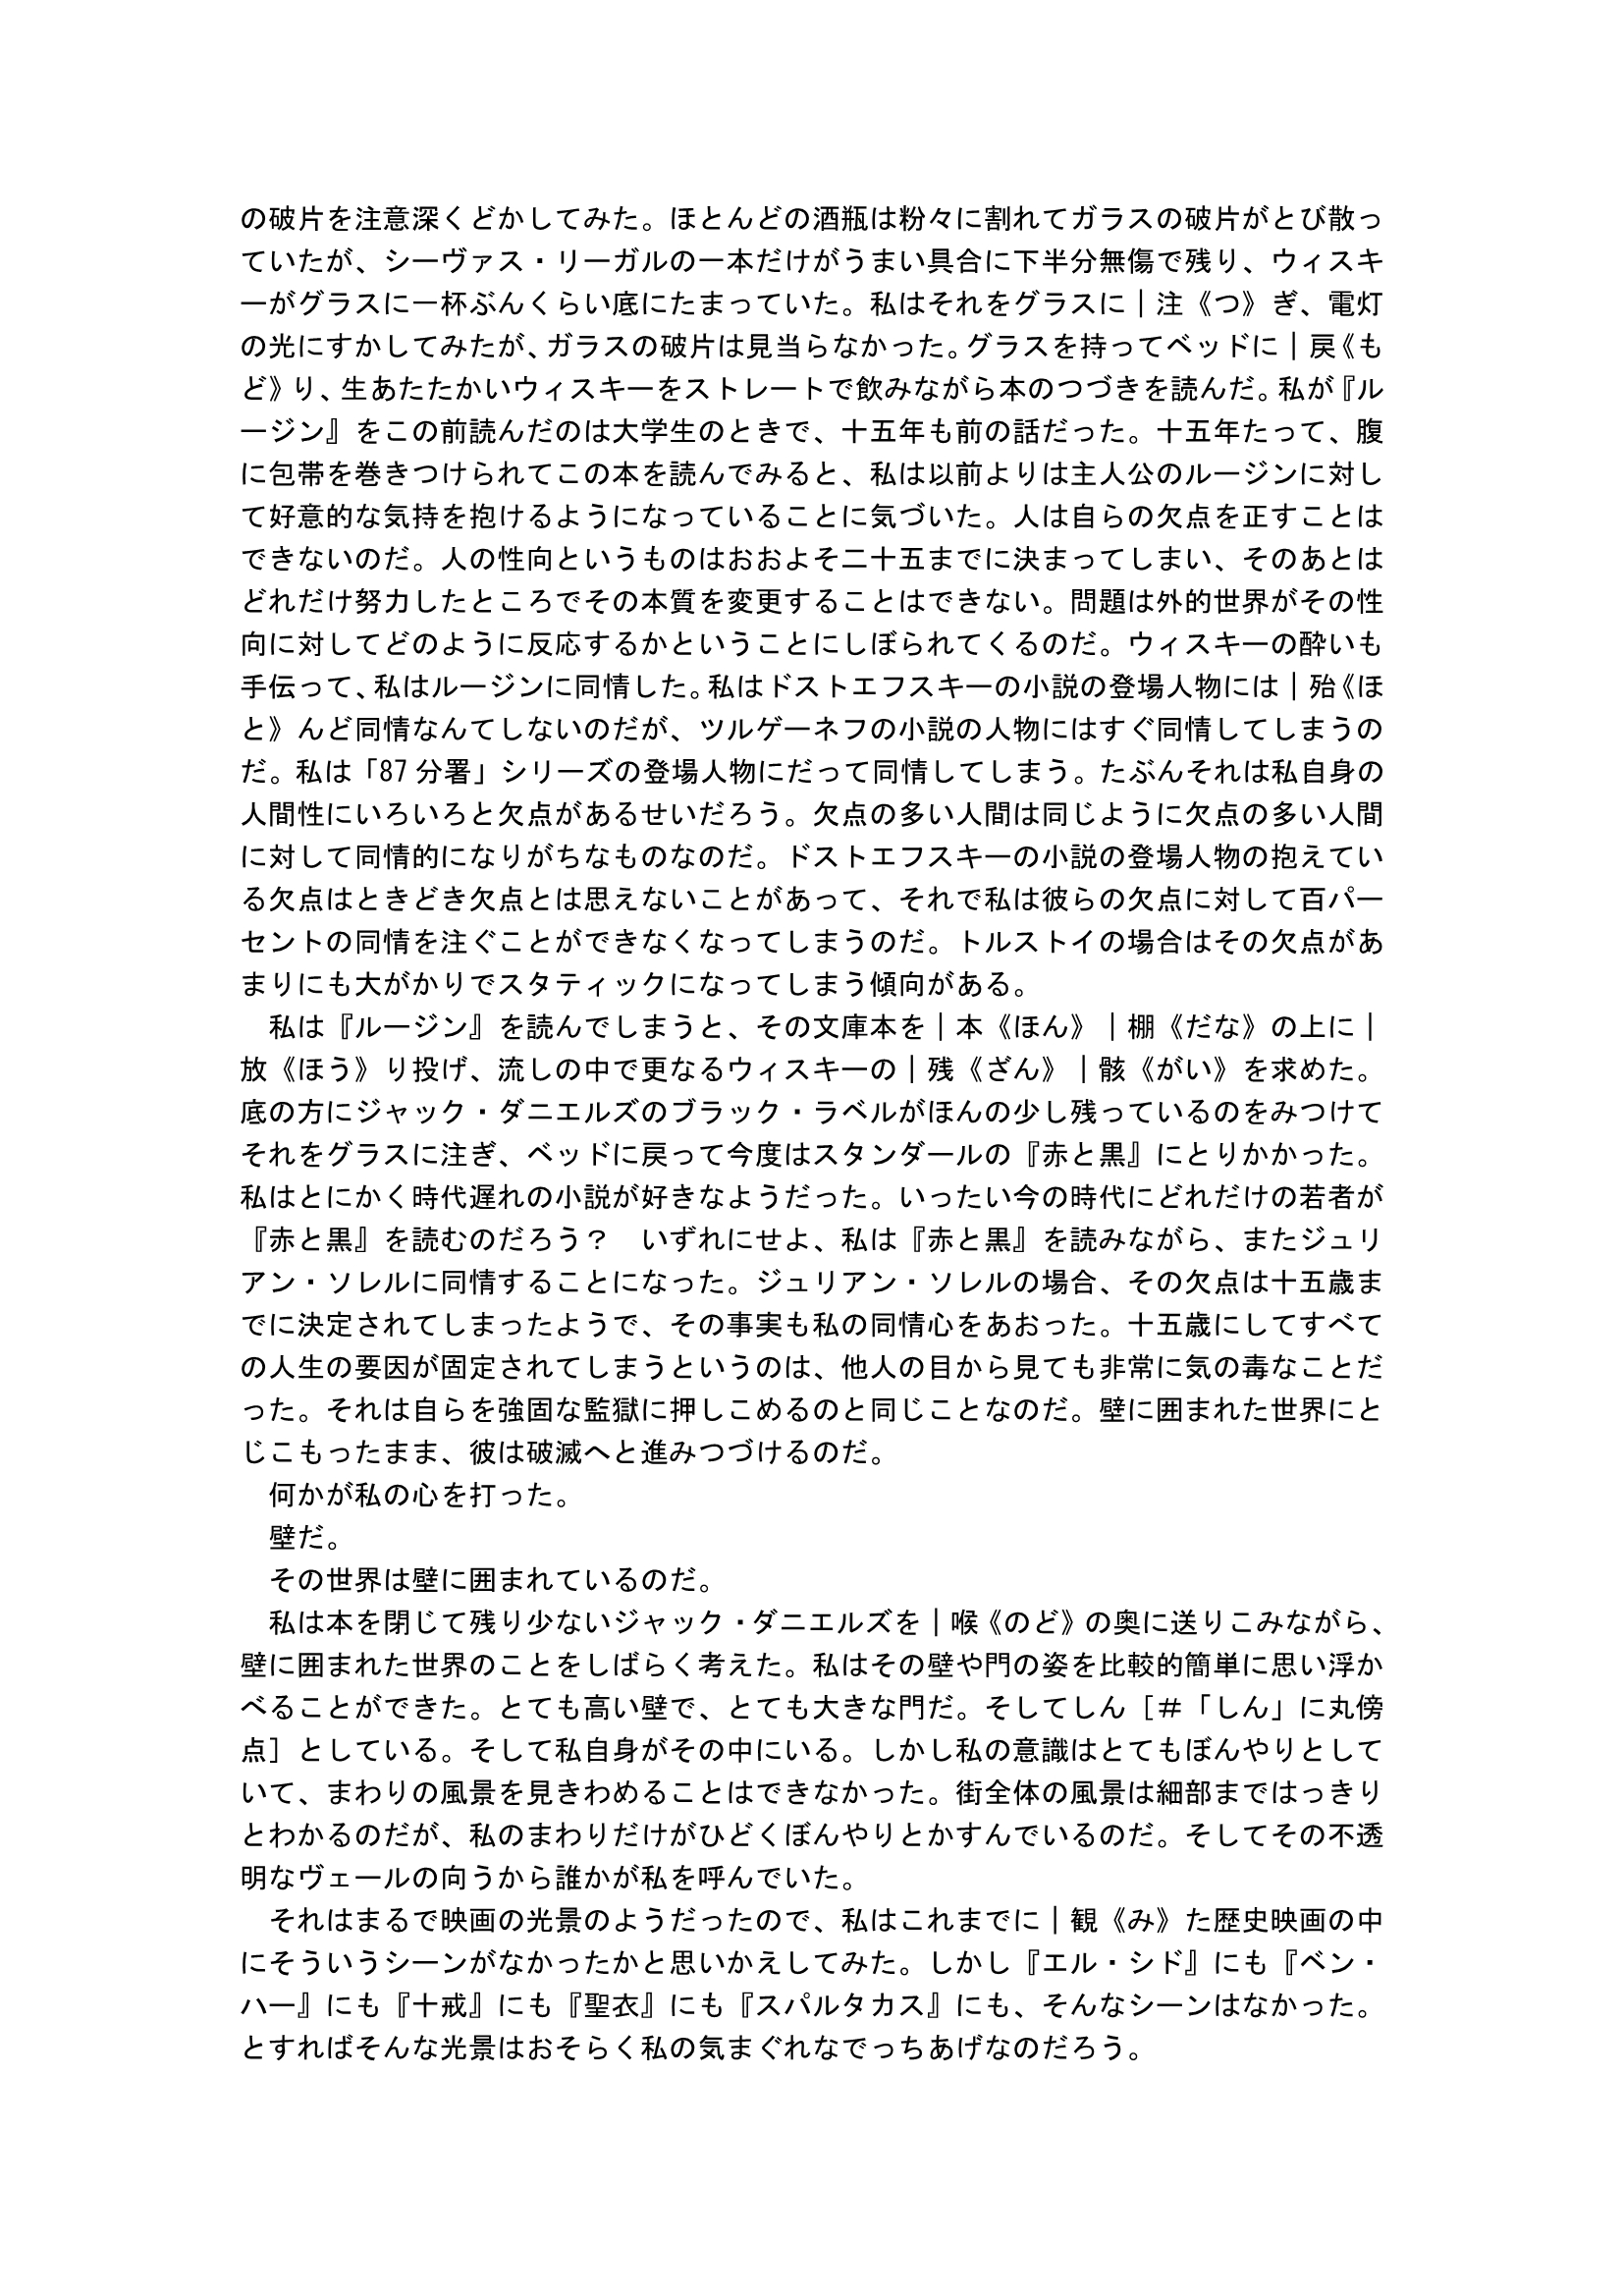 の破片を注意深くどかしてみた。ほとんどの酒瓶は粉々に割れてガラスの破片がとび散っ
ていたが、シーヴァス・リーガルの一本だけがうまい具合に下半分無傷で残り、ウィスキ
ーがグラスに一杯ぶんくらい底にたまっていた。私はそれをグラスに｜注《つ》ぎ、電灯
の光にすかしてみたが、ガラスの破片は見当らなかった。グラスを持ってベッドに｜戻《も
ど》り、生あたたかいウィスキーをストレートで飲みながら本のつづきを読んだ。私が『ル
ージン』をこの前読んだのは大学生のときで、十五年も前の話だった。十五年たって、腹
に包帯を巻きつけられてこの本を読んでみると、私は以前よりは主人公のルージンに対し
て好意的な気持を抱けるようになっていることに気づいた。人は自らの欠点を正すことは
できないのだ。人の性向というものはおおよそ二十五までに決まってしまい、そのあとは
どれだけ努力したところでその本質を変更することはできない。問題は外的世界がその性
向に対してどのように反応するかということにしぼられてくるのだ。ウィスキーの酔いも
手伝って、私はルージンに同情した。私はドストエフスキーの小説の登場人物には｜殆《ほ
と》んど同情なんてしないのだが、ツルゲーネフの小説の人物にはすぐ同情してしまうの
だ。私は「87 分署」シリーズの登場人物にだって同情してしまう。たぶんそれは私自身の
人間性にいろいろと欠点があるせいだろう。欠点の多い人間は同じように欠点の多い人間
に対して同情的になりがちなものなのだ。ドストエフスキーの小説の登場人物の抱えてい
る欠点はときどき欠点とは思えないことがあって、それで私は彼らの欠点に対して百パー
セントの同情を注ぐことができなくなってしまうのだ。トルストイの場合はその欠点があ
まりにも大がかりでスタティックになってしまう傾向がある。
　私は『ルージン』を読んでしまうと、その文庫本を｜本《ほん》｜棚《だな》の上に｜
放《ほう》り投げ、流しの中で更なるウィスキーの｜残《ざん》｜骸《がい》を求めた。
底の方にジャック・ダニエルズのブラック・ラベルがほんの少し残っているのをみつけて
それをグラスに注ぎ、ベッドに戻って今度はスタンダールの『赤と黒』にとりかかった。
私はとにかく時代遅れの小説が好きなようだった。いったい今の時代にどれだけの若者が
『赤と黒』を読むのだろう？　いずれにせよ、私は『赤と黒』を読みながら、またジュリ
アン・ソレルに同情することになった。ジュリアン・ソレルの場合、その欠点は十五歳ま
でに決定されてしまったようで、その事実も私の同情心をあおった。十五歳にしてすべて
の人生の要因が固定されてしまうというのは、他人の目から見ても非常に気の毒なことだ
った。それは自らを強固な監獄に押しこめるのと同じことなのだ。壁に囲まれた世界にと
じこもったまま、彼は破滅へと進みつづけるのだ。
　何かが私の心を打った。
　壁だ。
　その世界は壁に囲まれているのだ。
　私は本を閉じて残り少ないジャック・ダニエルズを｜喉《のど》の奥に送りこみながら、
壁に囲まれた世界のことをしばらく考えた。私はその壁や門の姿を比較的簡単に思い浮か
べることができた。とても高い壁で、とても大きな門だ。そしてしん［＃「しん」に丸傍
点］としている。そして私自身がその中にいる。しかし私の意識はとてもぼんやりとして
いて、まわりの風景を見きわめることはできなかった。街全体の風景は細部まではっきり
とわかるのだが、私のまわりだけがひどくぼんやりとかすんでいるのだ。そしてその不透
明なヴェールの向うから誰かが私を呼んでいた。
　それはまるで映画の光景のようだったので、私はこれまでに｜観《み》た歴史映画の中
にそういうシーンがなかったかと思いかえしてみた。しかし『エル・シド』にも『ベン・
ハー』にも『十戒』にも『聖衣』にも『スパルタカス』にも、そんなシーンはなかった。
とすればそんな光景はおそらく私の気まぐれなでっちあげなのだろう。